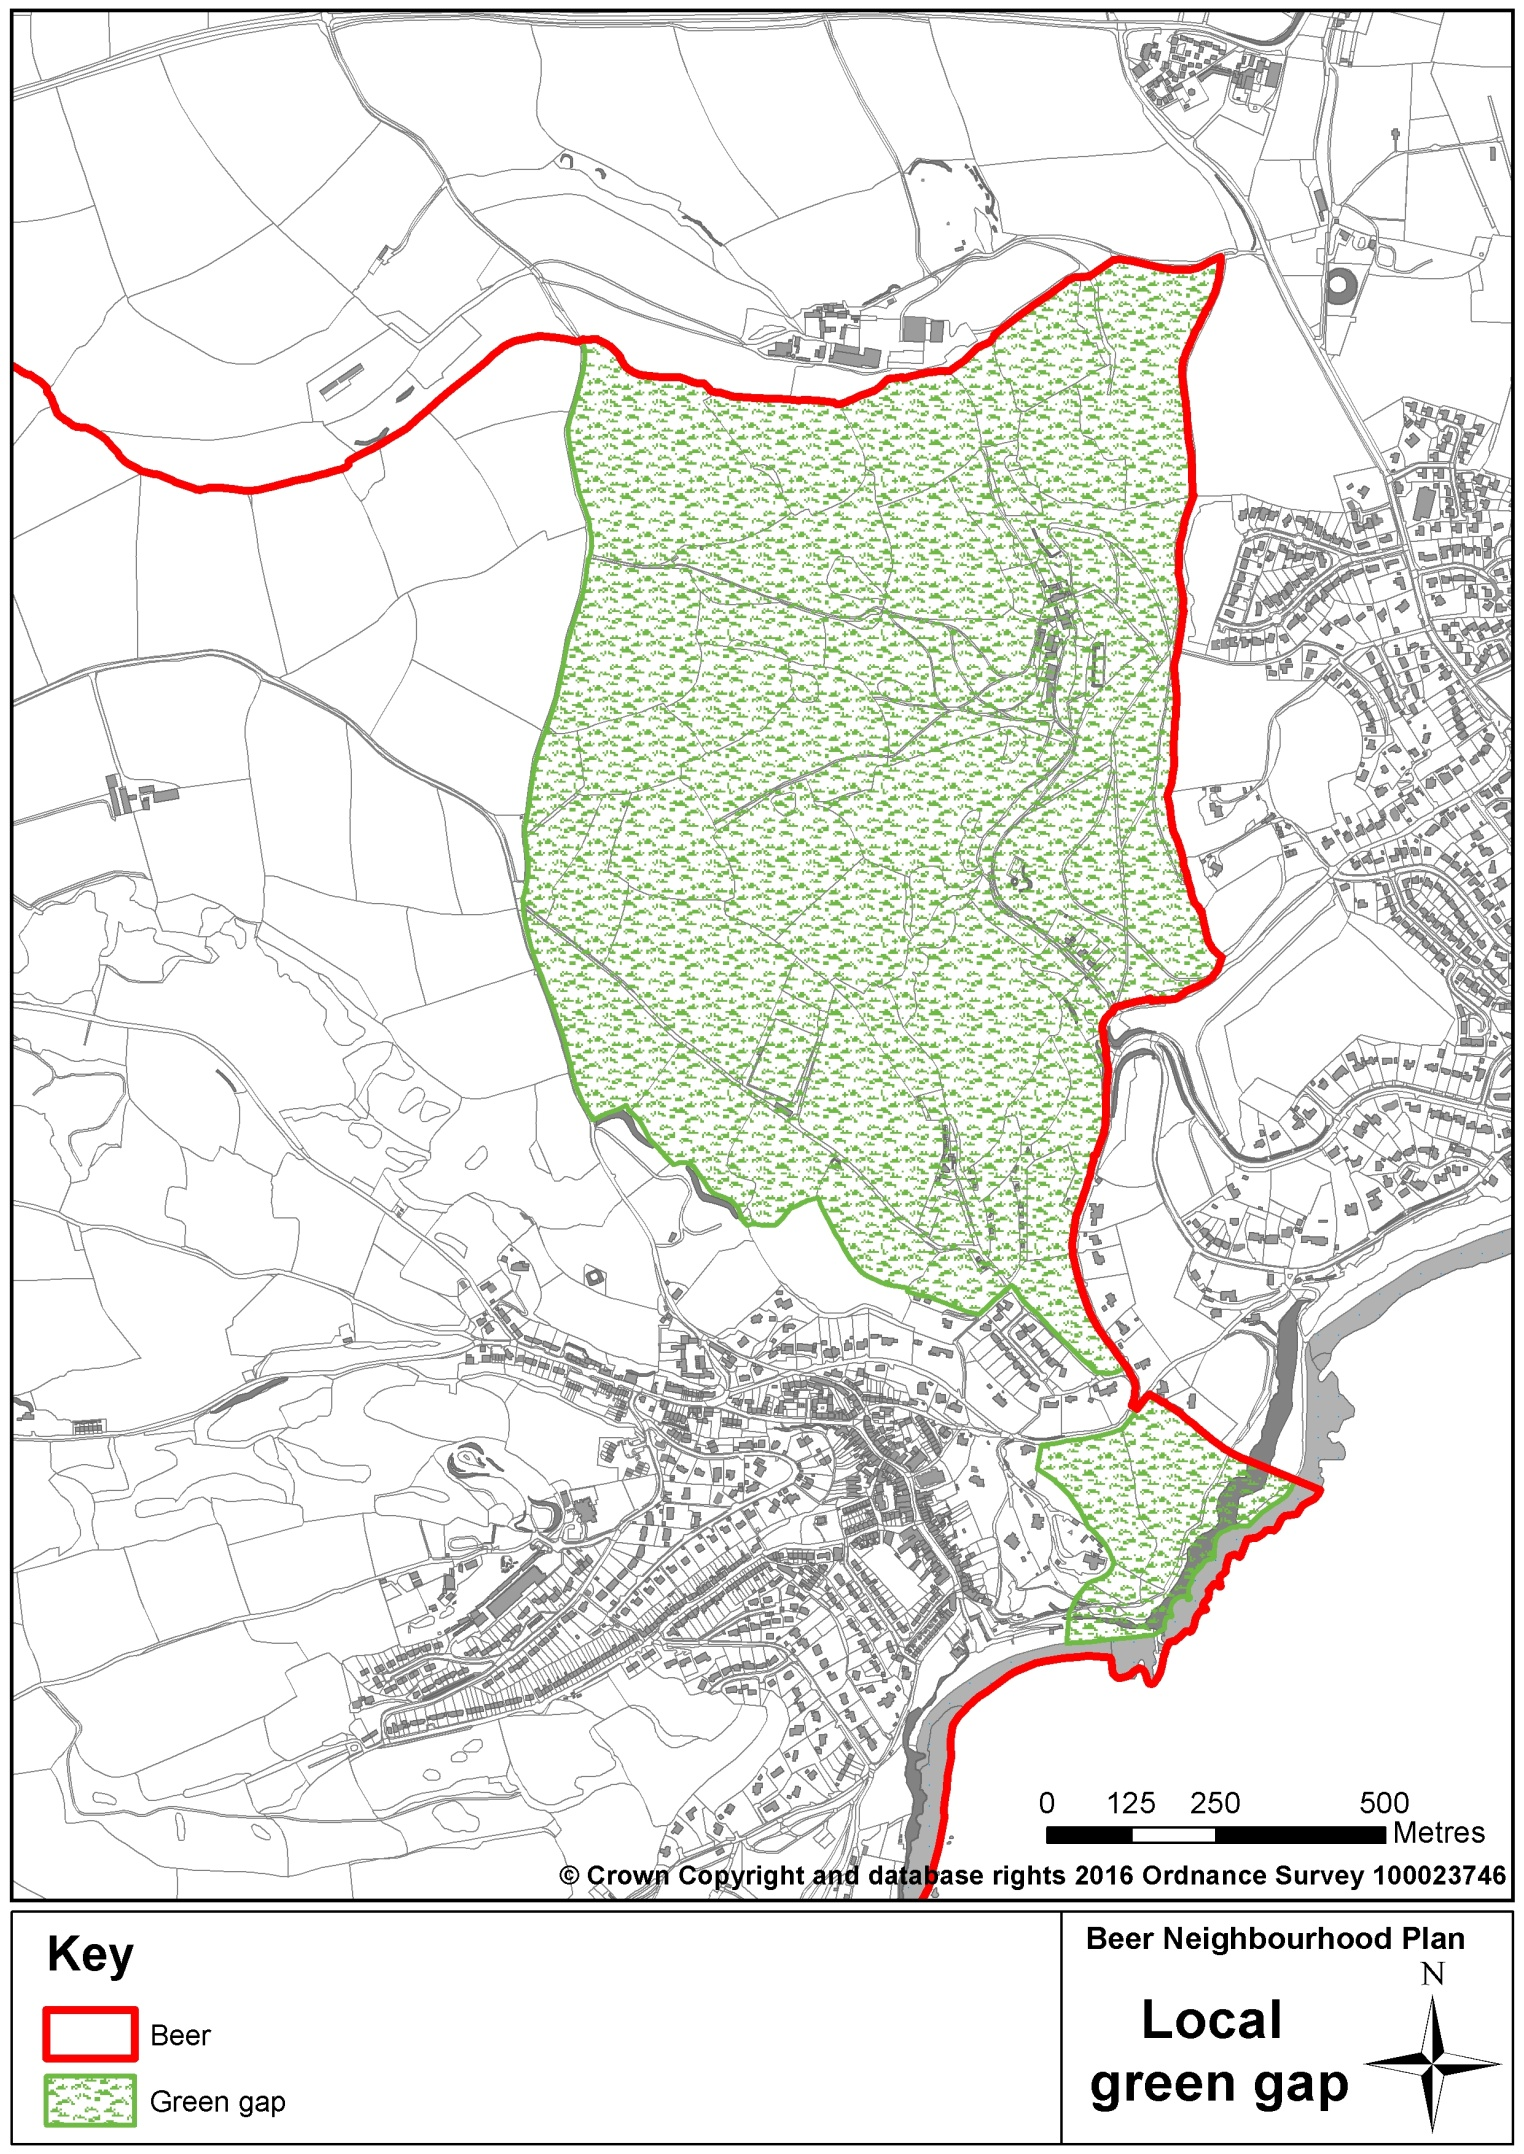 0 125 250 500
Metres
© Crown Copyright and database rights 2016 Ordnance Survey 100023746
Key
Beer
Green gap
Beer Neighbourhood Plan
N
Local
green gap